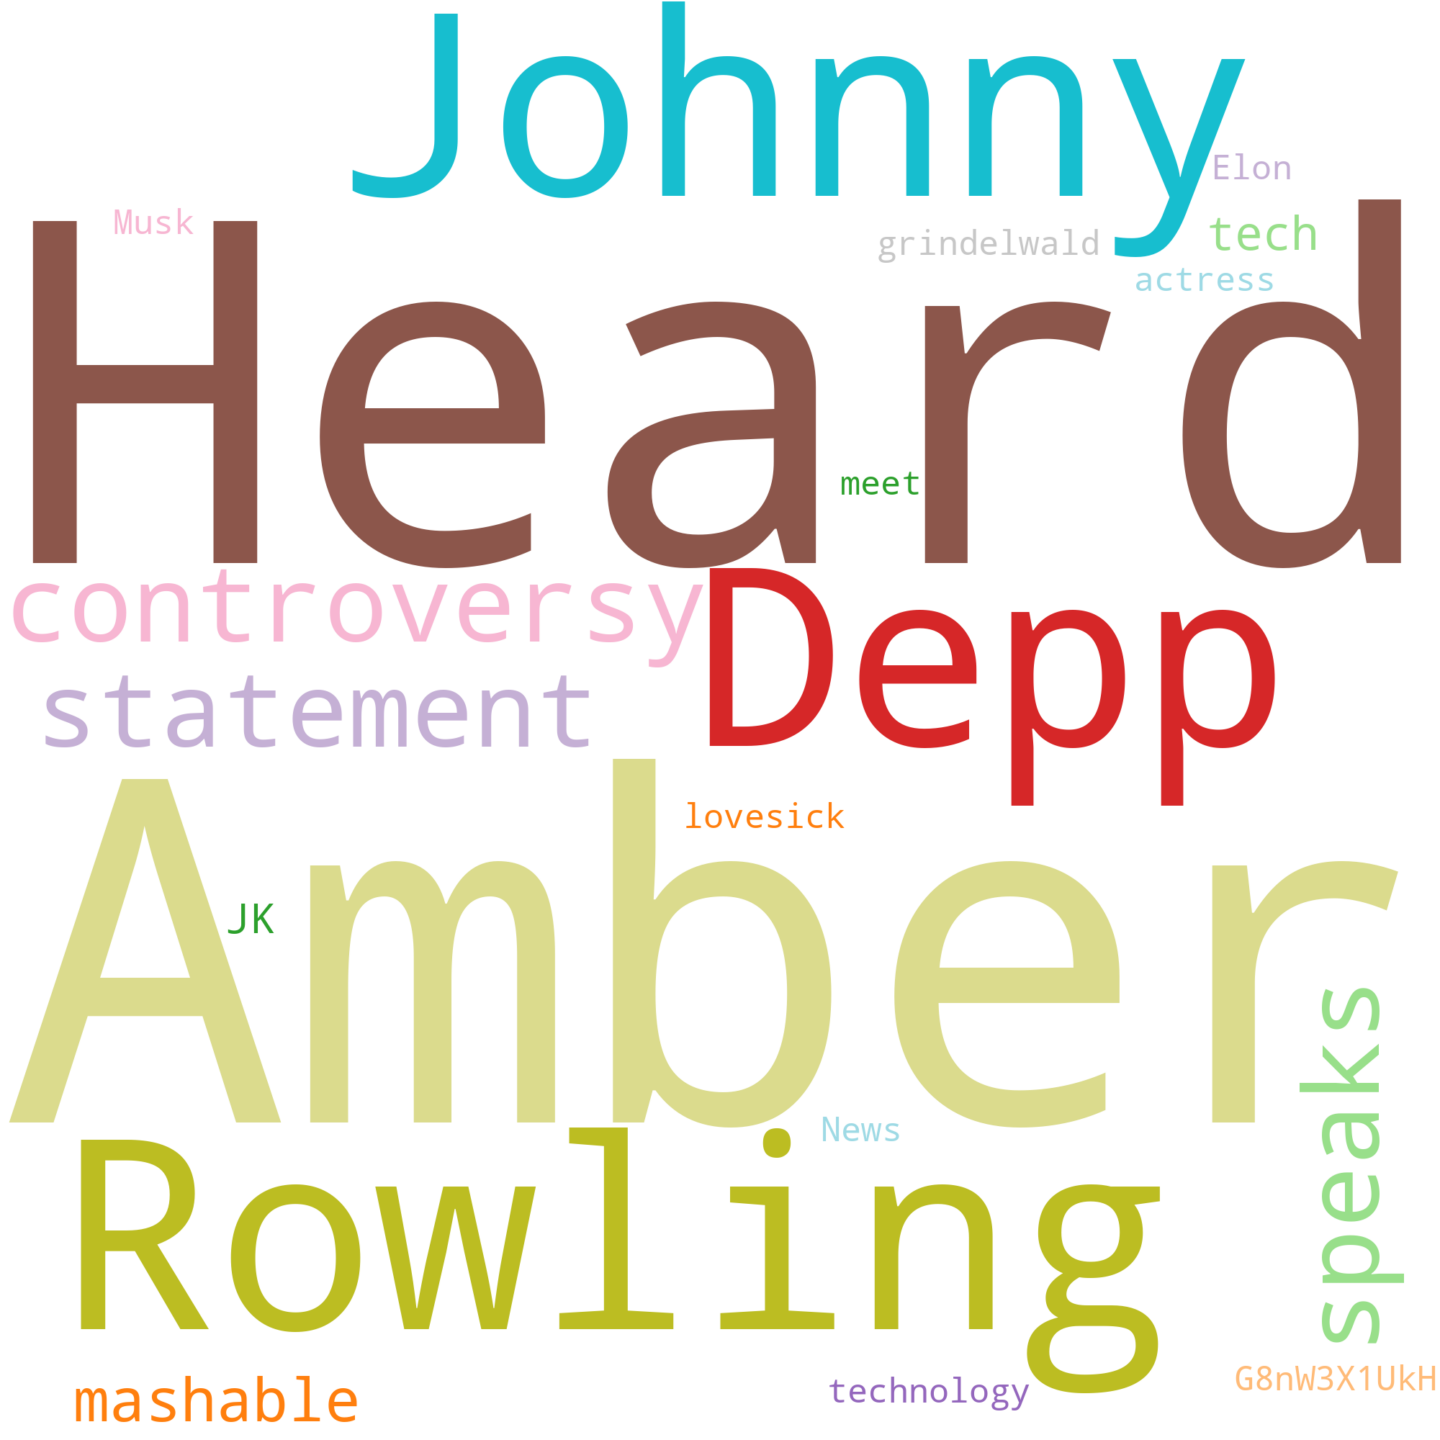 Johnny
Elon
Musk
tech
grindelwald
actress
Heard
meet
controversy
Depp
statement
lovesick
Amber
JK
speaks
News
Rowling
G8nW3X1UkH
technology
mashable